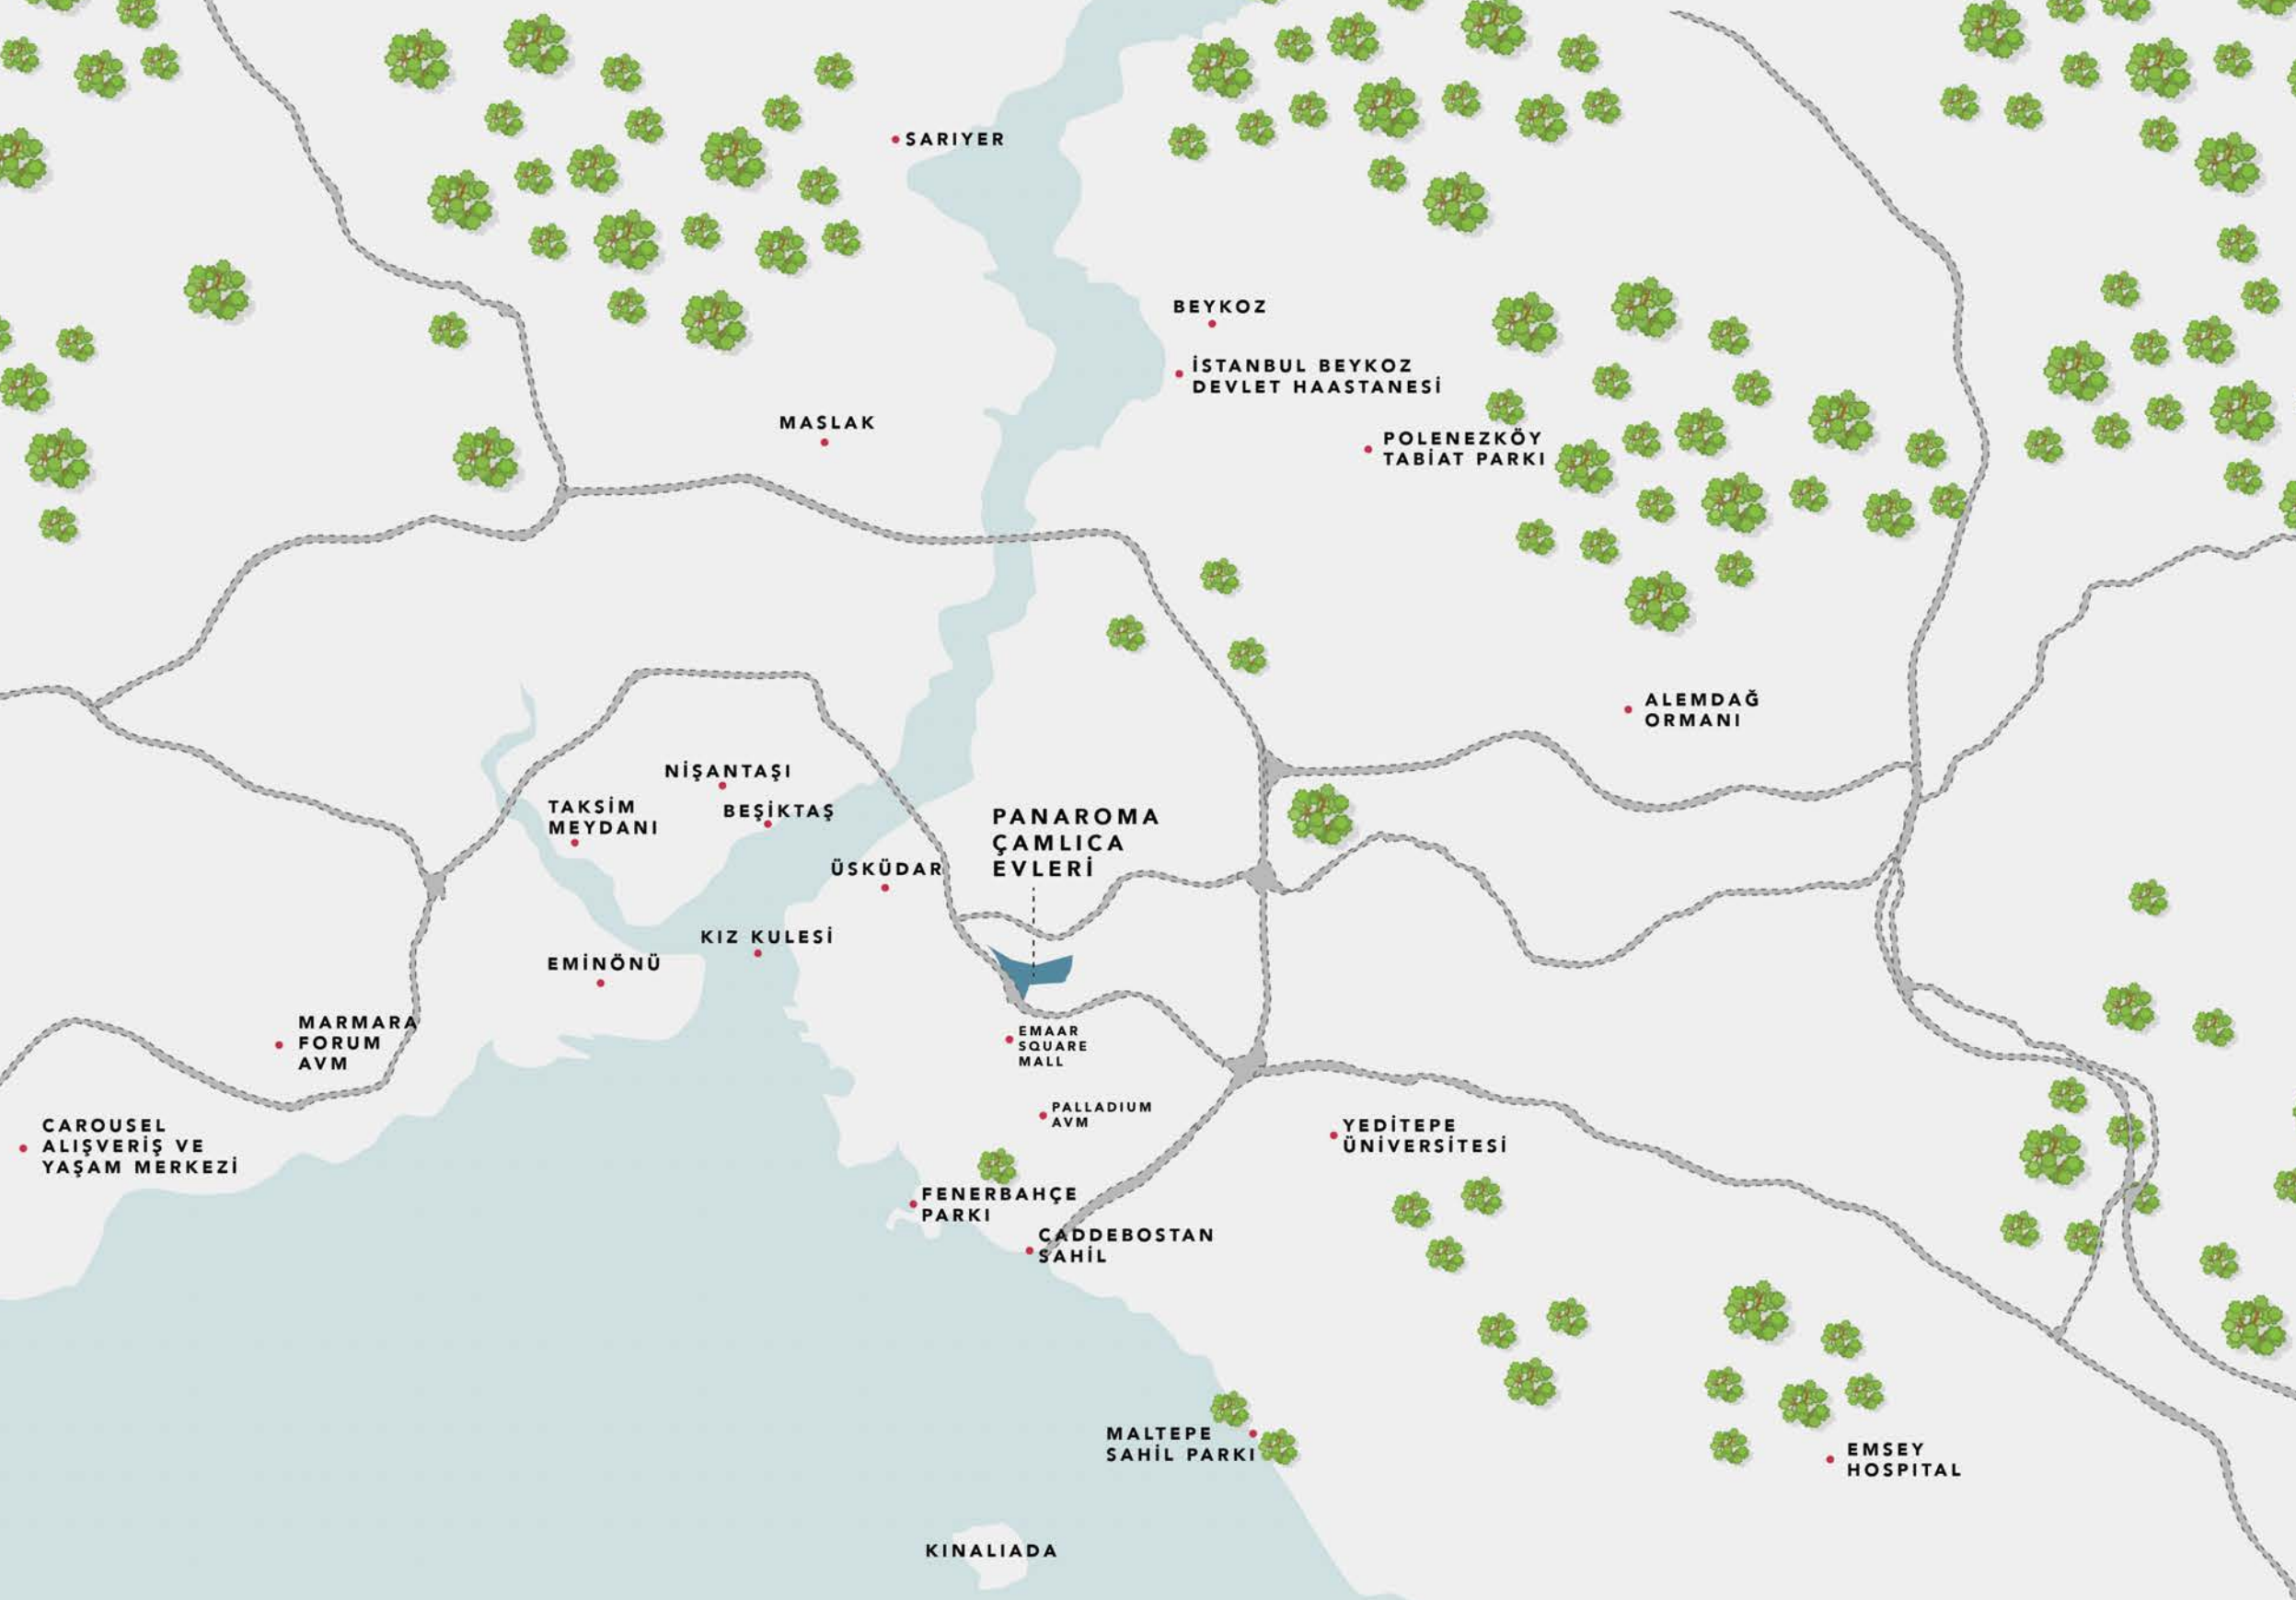 SARIYER
BEYKOZ
İSTANBUL BEYKOZ
DEVLET HAASTANESİ
MASLAK
POLENEZKÖY
TABİAT PARKI
ALEMDAĞ
ORMANI
NİŞANTAŞI
TAKSİM
MEYDANI
BEŞİKTAŞ
PANAROMA
ÇAMLICA
EVLERİ
ÜSKÜDAR
KIZ KULESİ
EMİNÖNÜ
MARMARA
FORUM
AVM
EMAAR
SQUARE
MALL
PALLADIUM
AVM
CAROUSEL
ALIŞVERİŞ VE
YAŞAM MERKEZİ
YEDİTEPE
ÜNİVERSİTESİ
FENERBAHÇE
PARKI
CADDEBOSTAN
SAHİL
MALTEPE
SAHİL PARKI
EMSEY
HOSPITAL
KINALIADA